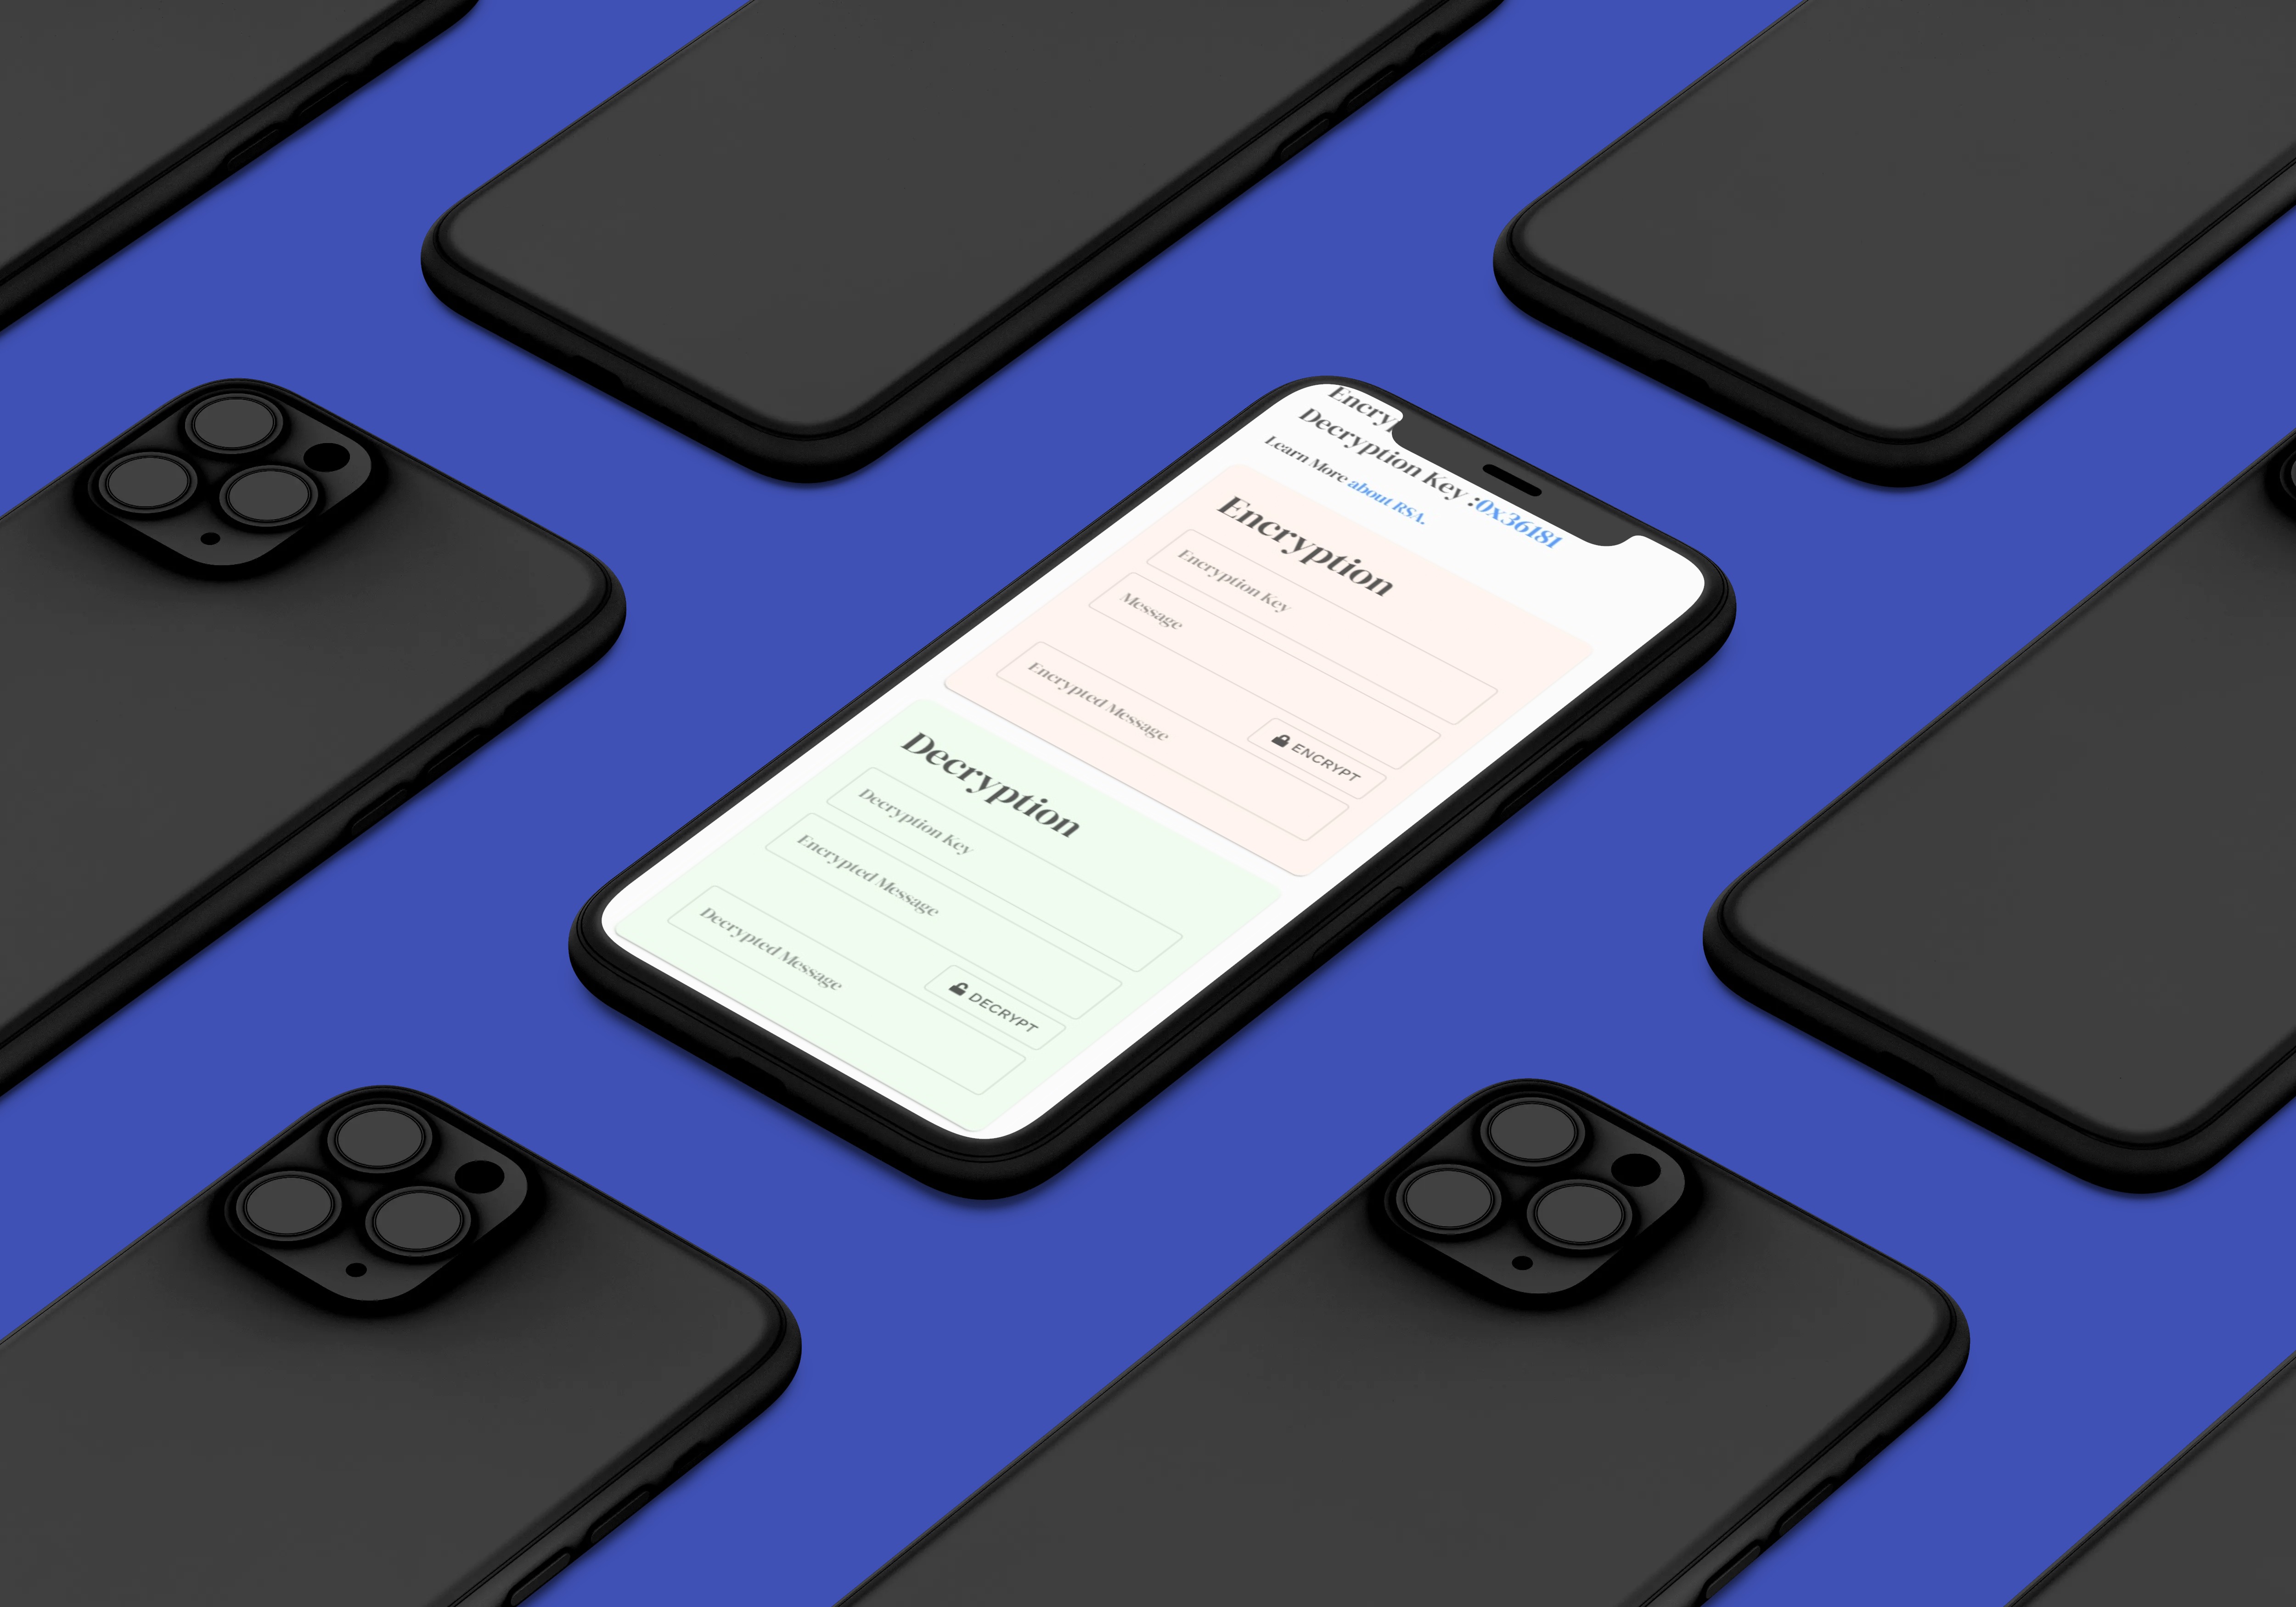 Encry
Decryption Key :0x36181
Learn More about RSA.
Encryption
Encryption Key
Message
ENCRYPT
Encrypted Message
Decryption
Decryption Key
Encrypted Message
DECRYPT
Decrypted Message